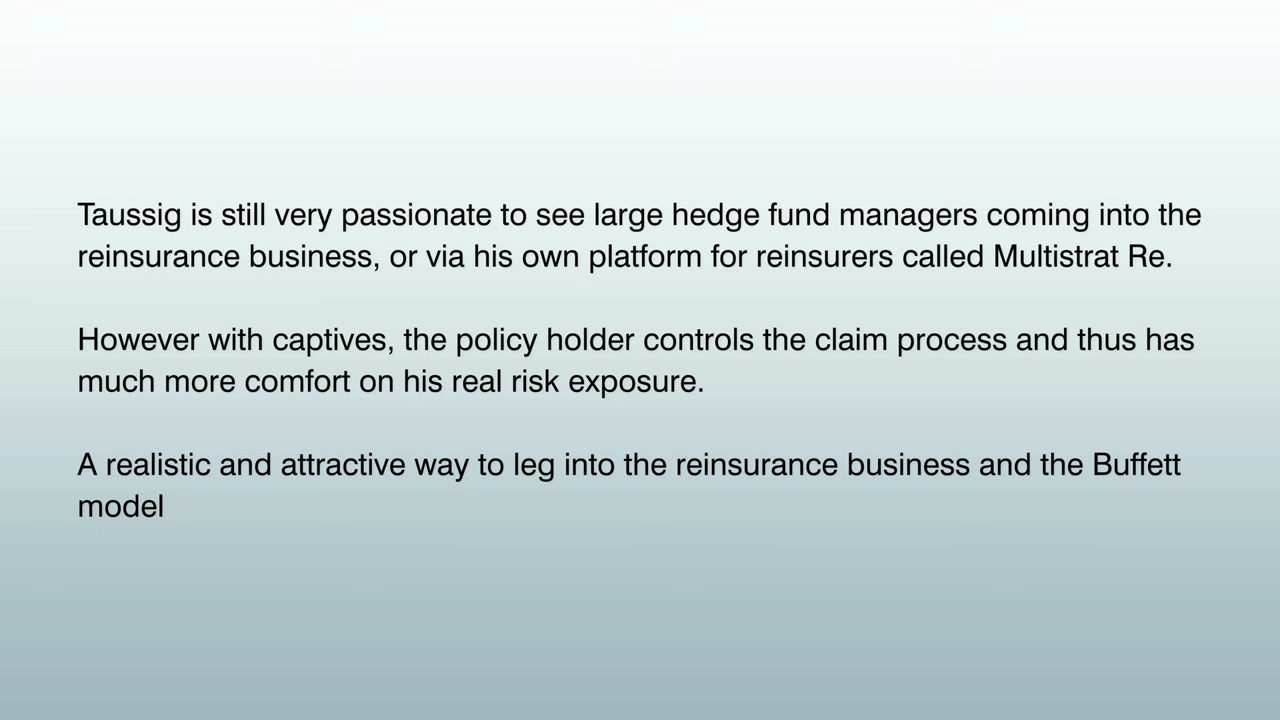 Taussig is still very passionate to see large hedge fund managers coming into the
reinsurance business, or via his own platform for reinsurers called Multistrat Re.
However with captives, the policy holder controls the claim process and thus has
much more comfort on his real risk exposure.
A realistic and attractive way to leg into the reinsurance business and the Buffett
model